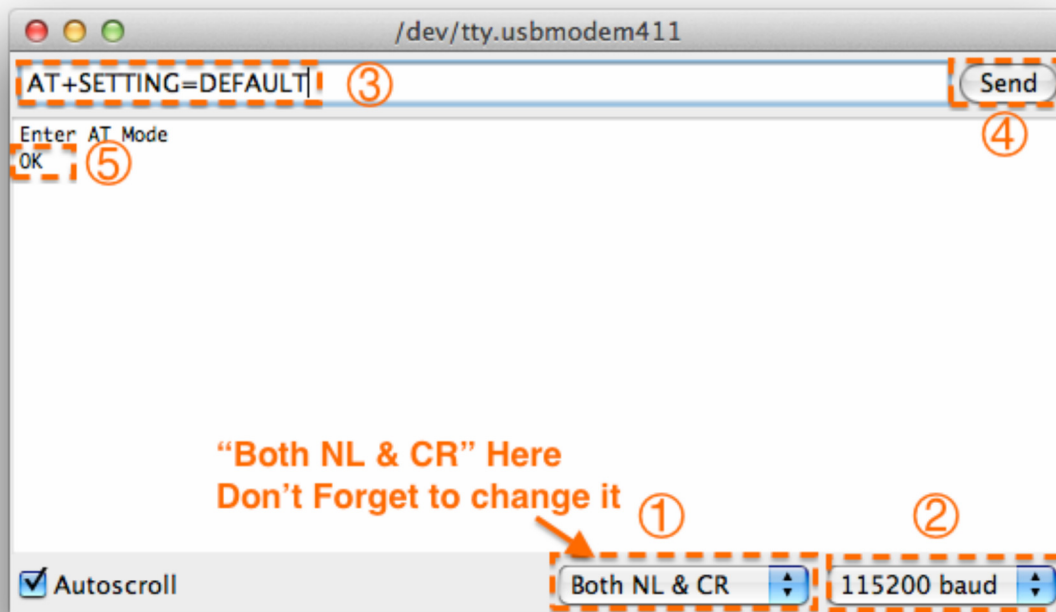 /dev/tty.usbmodem411
AT+SETTING=DEFAULT ③ Send
④
Enter AT Mode
OK ⑤
“Both NL & CR” Here
Don’t Forget to change it
① ②
Autoscroll Both NL & CR 115200 baud